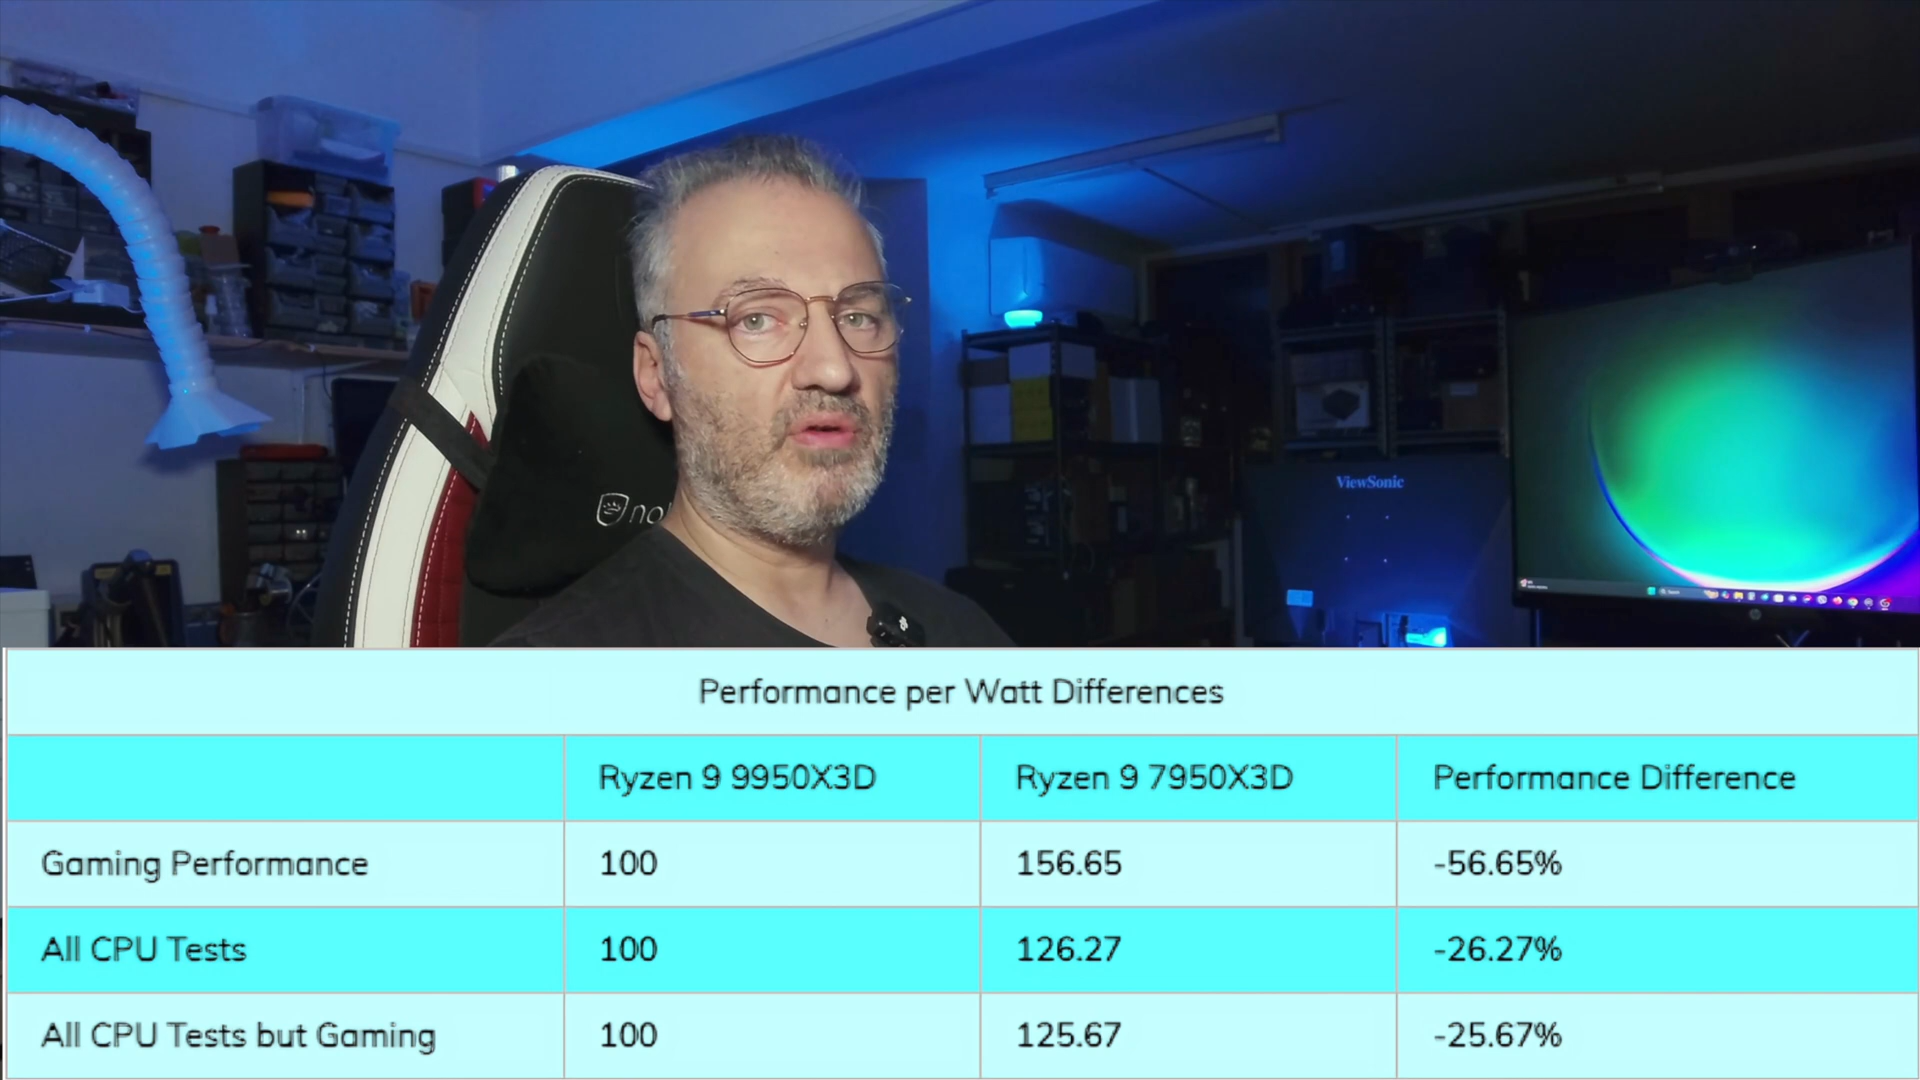 no
ViewSonic
Performance per Watt Differences
Ryzen 9 9950X3D Ryzen 9 7950X3D Performance Difference
Gaming Performance 100 156.65 -56.65%
All CPU Tests 100 126.27 -26.27%
All CPU Tests but Gaming 100 125.67 -25.67%